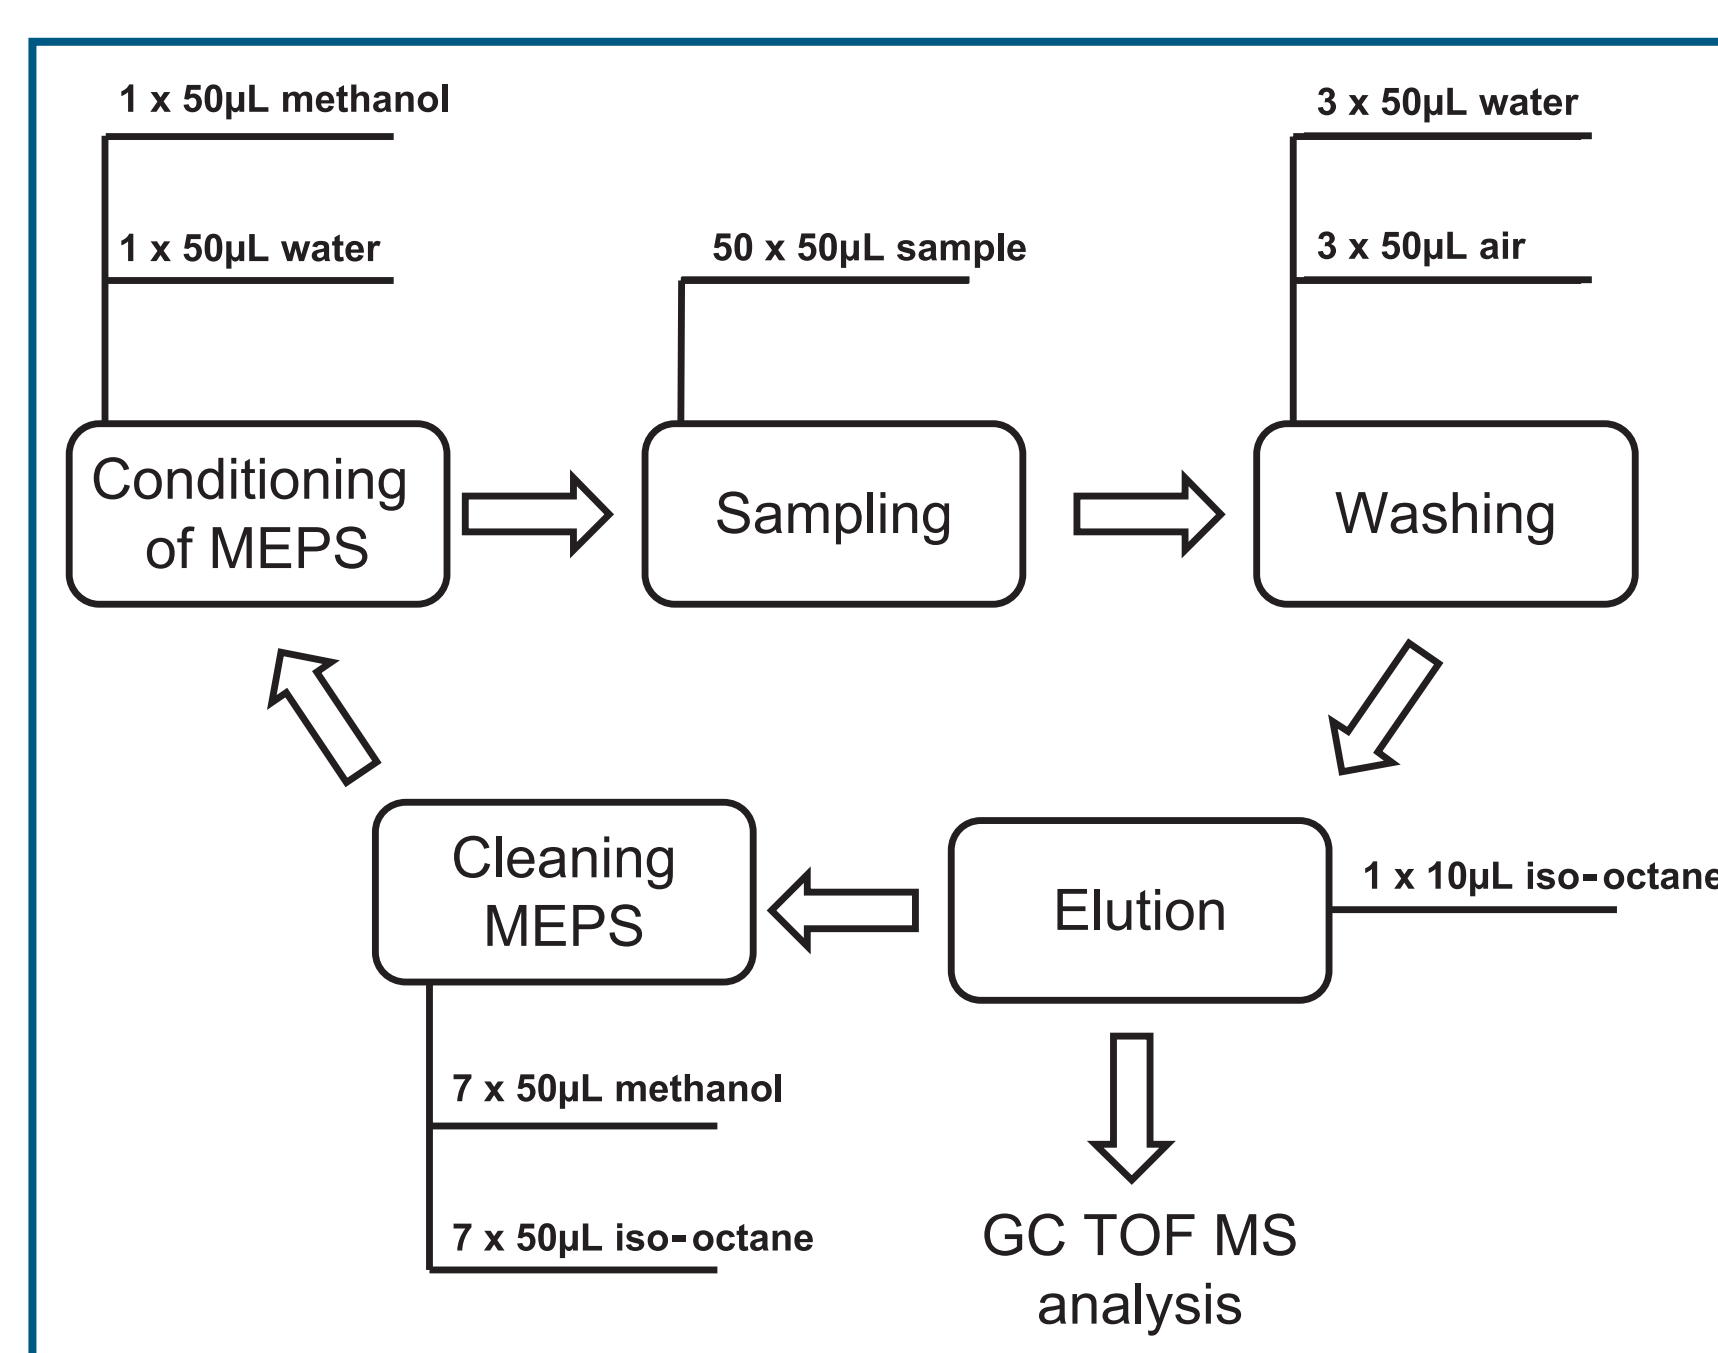 1 x 50µL methanol
1 x 50µL water
Conditioning
of MEPS
50 x 50µL sample
Sampling
3 x 50µL water
3 x 50µL air
Washing
Elution
1 x 10µL iso-octane
GC TOF MS
analysis
Cleaning
MEPS
7 x 50µL methanol
7 x 50µL iso-octane